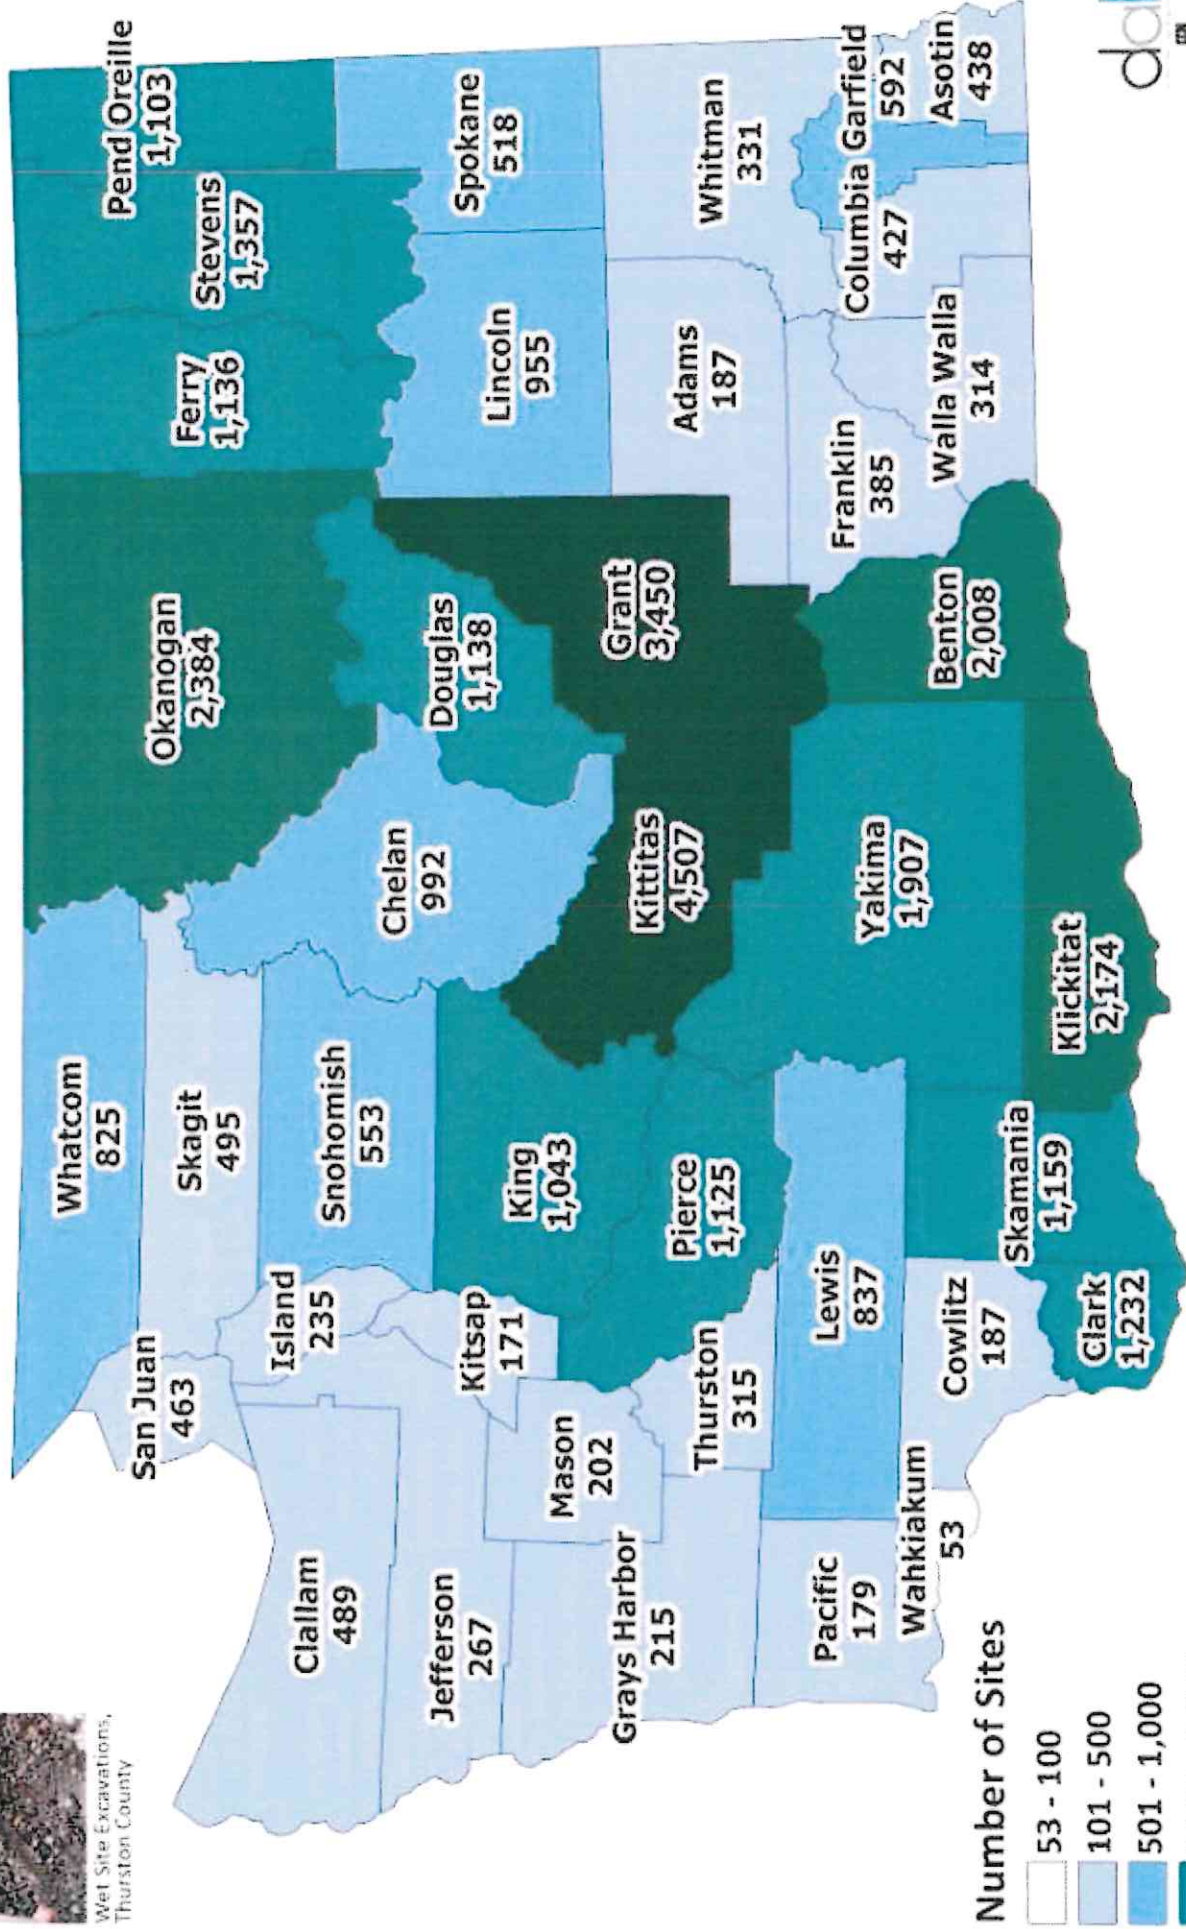 Wet Site Excavations,
Thurston County
Whatcom
825
San Juan
463
Skagit
495
Island
235
Snohomish
553
Clallam
489
Jefferson
267
Kitsap
171
King
1,043
Mason
202
Grays Harbor
215
Thurston
315
Pierce
1,125
Pacific
179
Lewis
837
Wahkiakum
53
Cowlitz
187
Clark
1,232
Skamania
1,159
Klickitat
2,174
Yakima
1,907
Kittitas
4,507
Chelan
992
Okanogan
2,384
Douglas
1,138
Grant
3,450
Benton
2,008
Ferry
1,136
Stevens
1,357
Pend Oreille
1,103
Lincoln
955
Spokane
518
Adams
187
Whitman
331
Franklin
385
Walla Walla
314
Columbia
427
Garfield
592
Asotin
438
Number of Sites
53 - 100
101 - 500
501 - 1,000